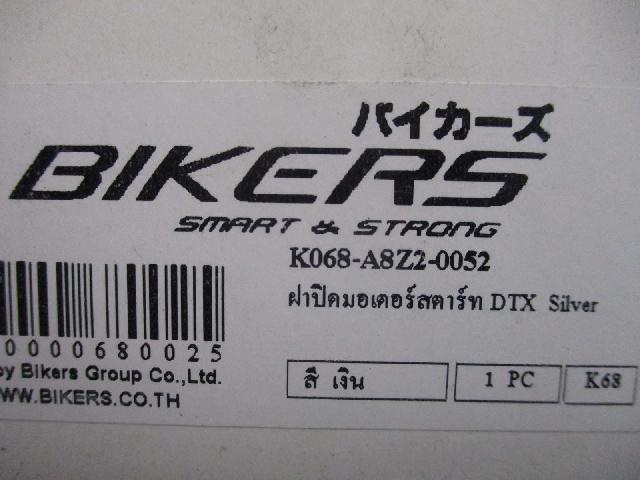 バイカーズ
BIKERS
SMART & STRONG
K068-A8Z2-0052
ฝาปิดมอเตอร์สตาร์ท DTX Silver
0000680025
by Bikers Group Co.,Ltd.
WWW.BIKERS.CO.TH
สี เงิน
1 PC
K68